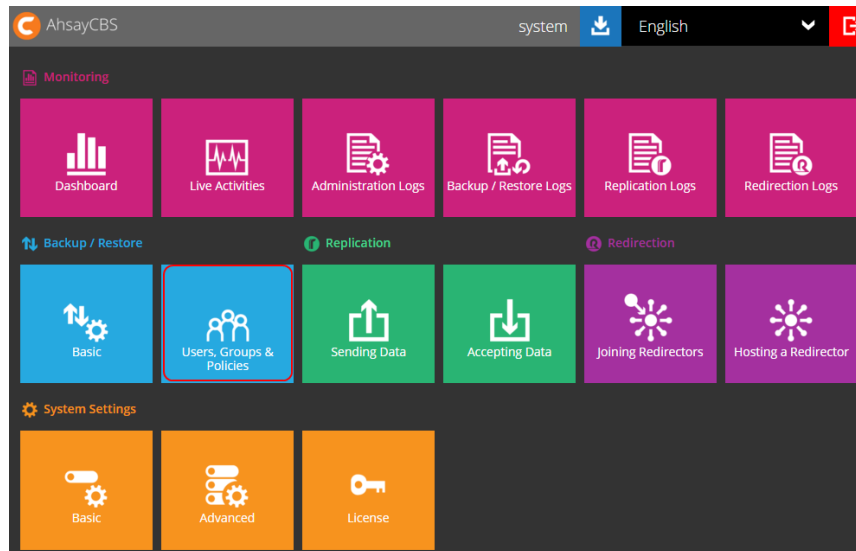 AhsayCBS
system
English
Monitoring
Dashboard
Live Activities
Administration Logs
Backup / Restore Logs
Replication Logs
Redirection Logs
Backup / Restore
Replication
Redirection
Basic
Users, Groups &
Policies
Sending Data
Accepting Data
Joining Redirectors
Hosting a Redirector
System Settings
Basic
Advanced
License